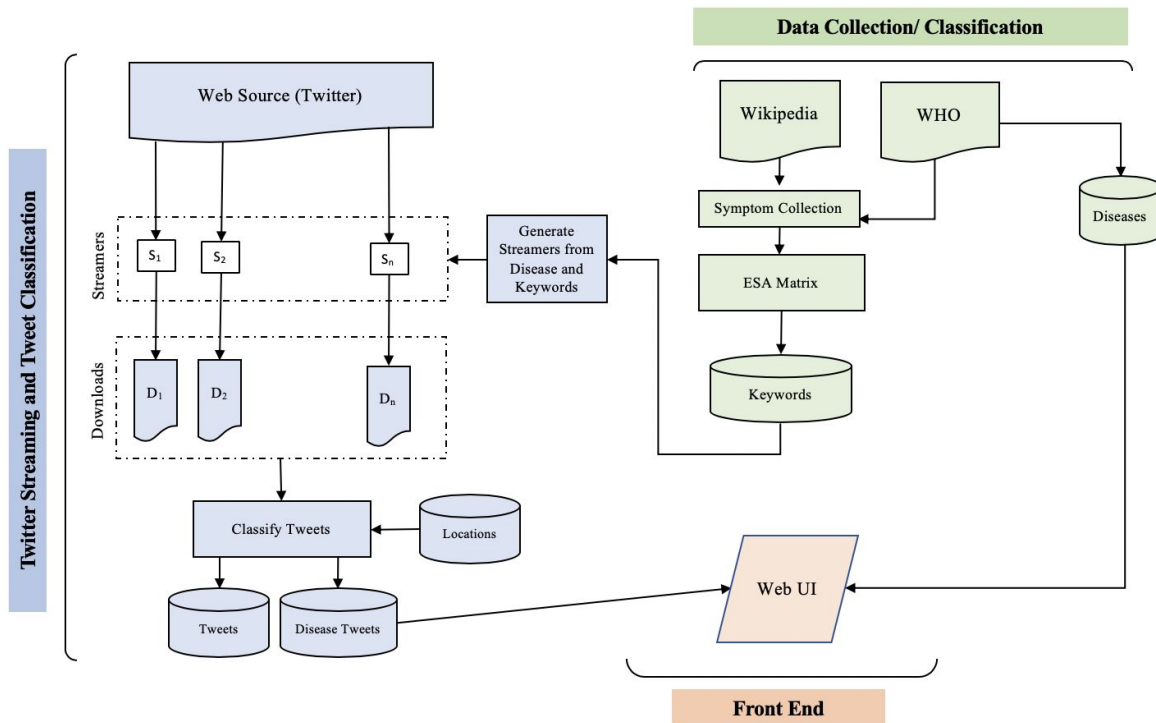 Data Collection/ Classification
Twitter Streaming and Tweet Classification
Web Source (Twitter)
Wikipedia
WHO
Symptom Collection
Diseases
Streamers
S1
S2
Sn
Generate
Streamers from
Disease and
Keywords
ESA Matrix
Downloads
D1
D2
Dn
Keywords
Classify Tweets
Locations
Tweets
Disease Tweets
Web UI
Front End